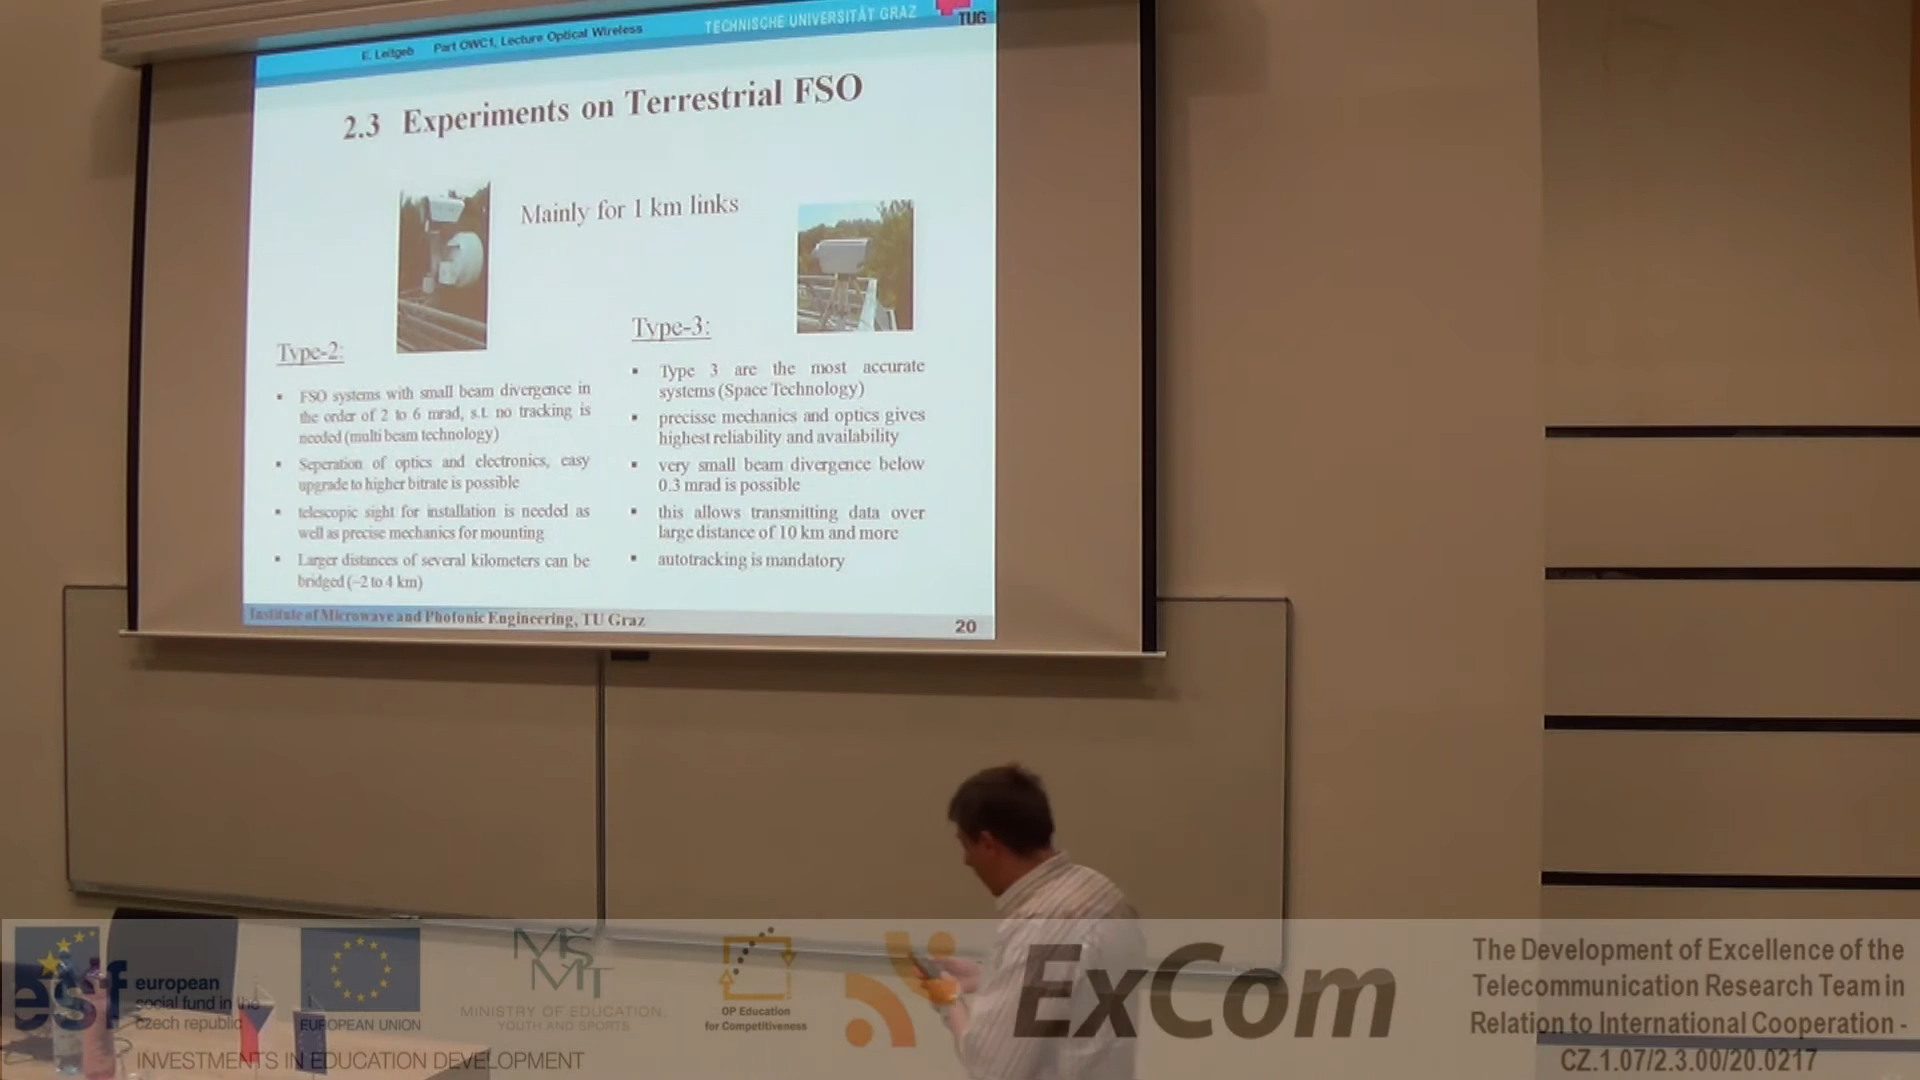 E. Leitgeb Part OWC1, Lecture Optical Wireless
TECHNISCHE UNIVERSITÄT GRAZ
TUG
2.3 Experiments on Terrestrial FSO
Mainly for 1 km links
Type-2:
FSO systems with small beam divergence in
the order of 2 to 6 mrad, s.t. no tracking is
needed (multi beam technology)
Seperation of optics and electronics, easy
upgrade to higher bitrate is possible
telescopic sight for installation is needed as
well as precise mechanics for mounting
Larger distances of several kilometers can be
bridged (~2 to 4 km)
Type-3:
Type 3 are the most accurate
systems (Space Technology)
precisse mechanics and optics gives
highest reliability and availability
very small beam divergence below
0.3 mrad is possible
this allows transmitting data over
large distance of 10 km and more
autotracking is mandatory
Institute of Microwave and Photonic Engineering, TU Graz
20
esf
european
social fund in the
czech republic
EUROPEAN UNION
MŠ
MT
MINISTRY OF EDUCATION,
YOUTH AND SPORTS
OP Education
for Competitiveness
INVESTMENTS IN EDUCATION DEVELOPMENT
ExCom
The Development of Excellence of the
Telecommunication Research Team in
Relation to International Cooperation -
CZ.1.07/2.3.00/20.0217